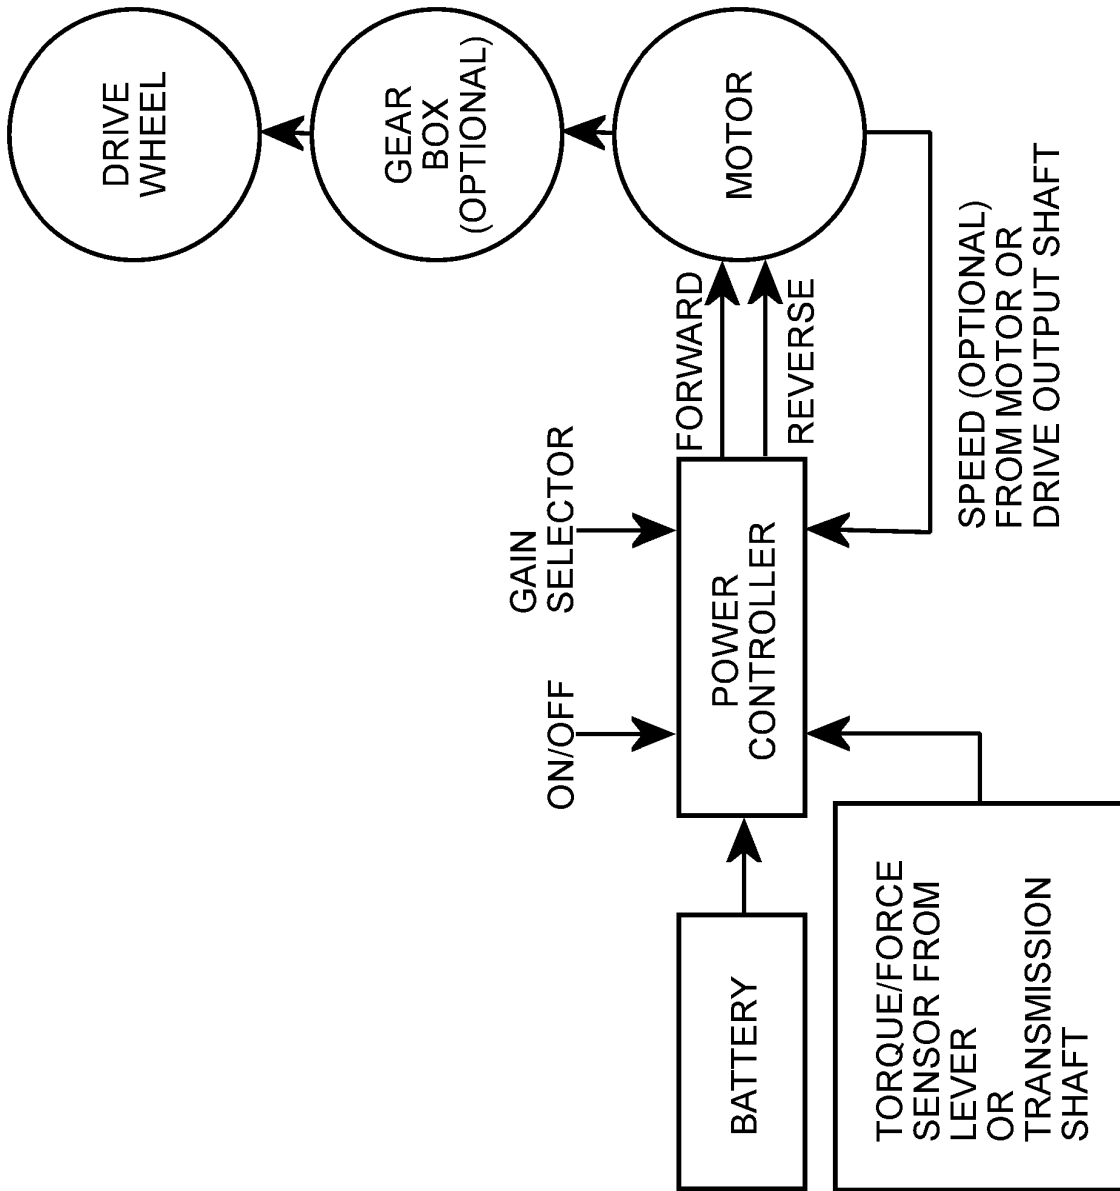 DRIVE
WHEEL
GEAR
BOX
(OPTIONAL)
MOTOR
FORWARD
REVERSE
SPEED (OPTIONAL)
FROM MOTOR OR
DRIVE OUTPUT SHAFT
GAIN
SELECTOR
ON/OFF
POWER
CONTROLLER
BATTERY
TORQUE/FORCE
SENSOR FROM
LEVER
OR
TRANSMISSION
SHAFT